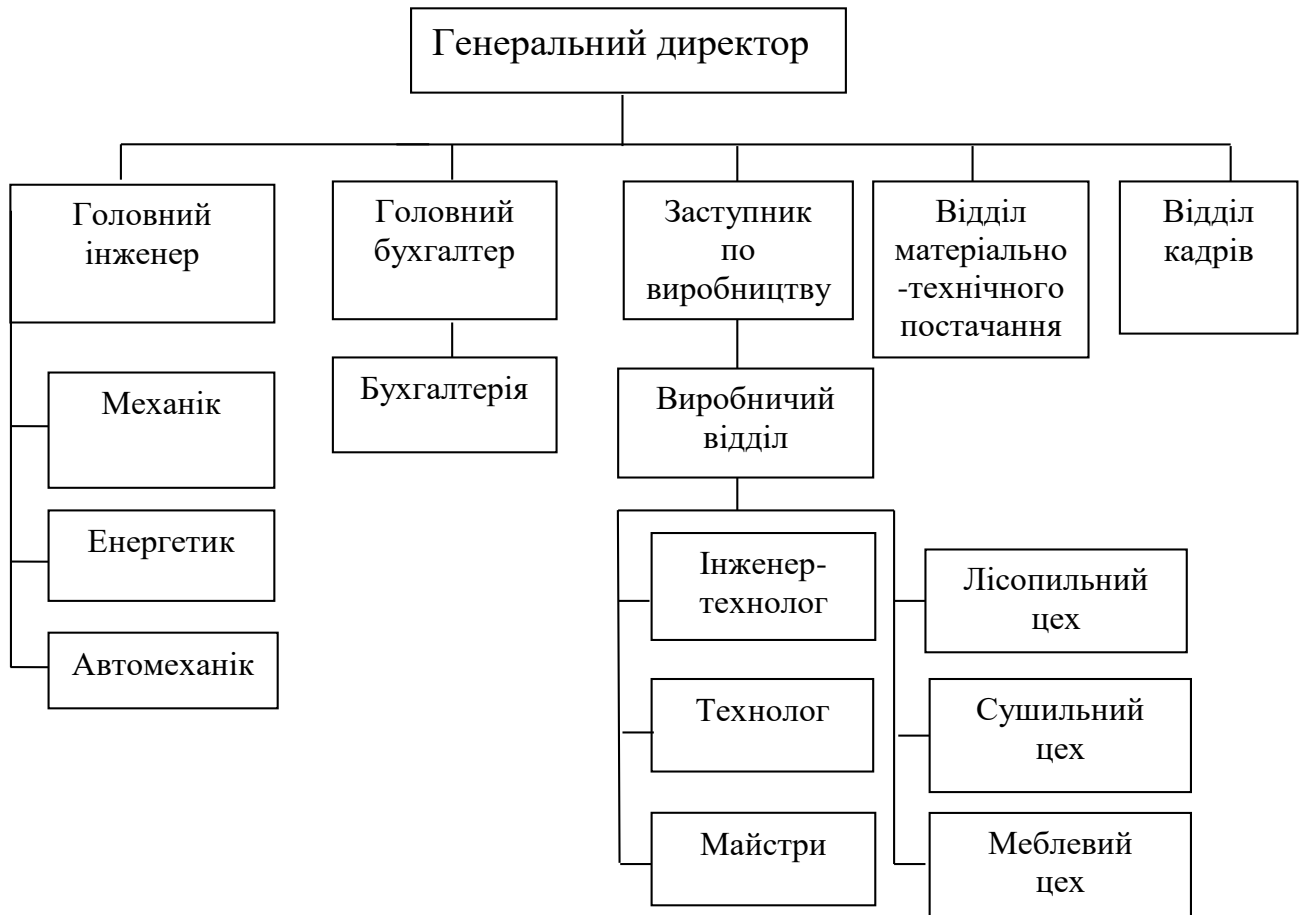 Генеральний директор
Головний
інженер
Головний
бухгалтер
Заступник
по
виробництву
Відділ
матеріально
-технічного
постачання
Відділ
кадрів
Механік
Енергетик
Автомеханік
Бухгалтерія
Виробничий
відділ
Інженер-
технолог
Технолог
Майстри
Лісопильний
цех
Сушильний
цех
Меблевий
цех